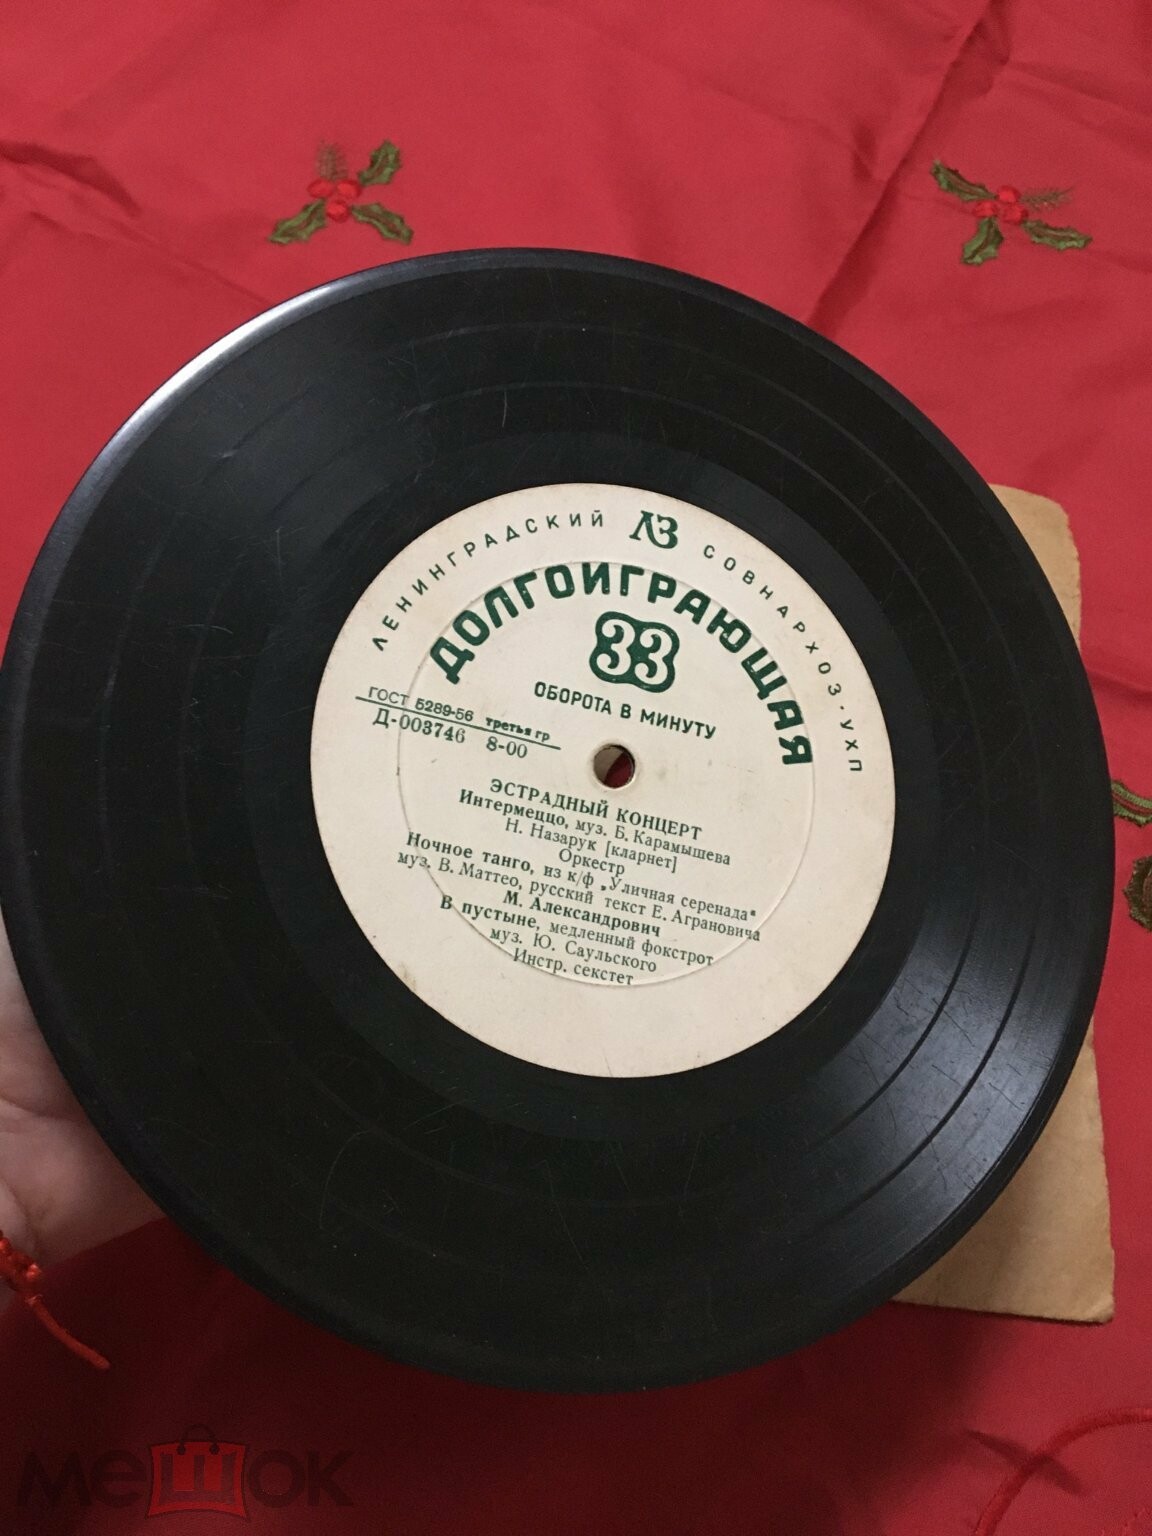 ЛЕНИНГРАДСКИЙ ЛЗ СОВНАРХОЗ·УХП
ДОЛГОИГРАЮЩАЯ
33
ОБОРОТА В МИНУТУ
ГОСТ 5289-56 третья гр
Д-003746 8-00
ЭСТРАДНЫЙ КОНЦЕРТ
Интермеццо, муз. Б. Карамышева
Н. Назарук [кларнет]
Оркестр
Ночное танго, из к/ф „Уличная серенада"
муз. В. Маттео, русский текст Е. Аграновича
М. Александрович
В пустыне, медленный фокстрот
муз. Ю. Саульского
Инстр. секстет
мешок